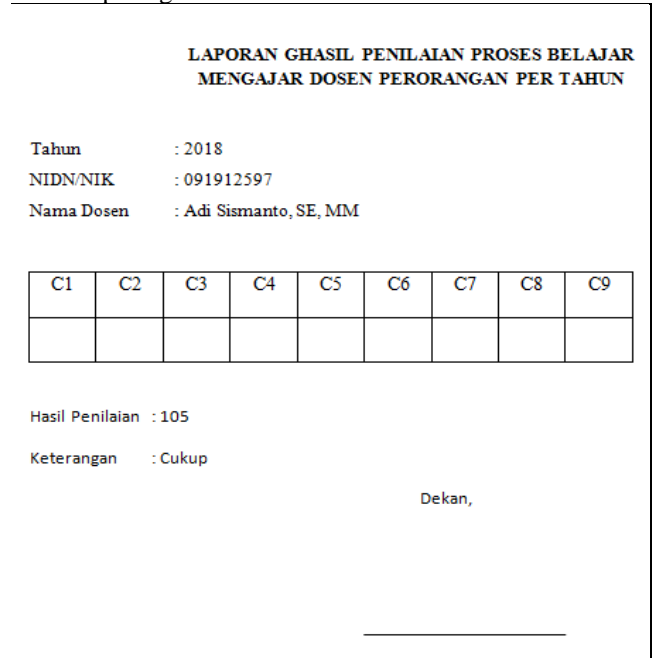 LAPORAN GHASIL PENILAIAN PROSES BELAJAR
MENGAJAR DOSEN PERORANGAN PER TAHUN
Tahun : 2018
NIDN/NIK : 091912597
Nama Dosen : Adi Sismanto, SE, MM
C1 C2 C3 C4 C5 C6 C7 C8 C9
Hasil Penilaian : 105
Keterangan : Cukup
Dekan,